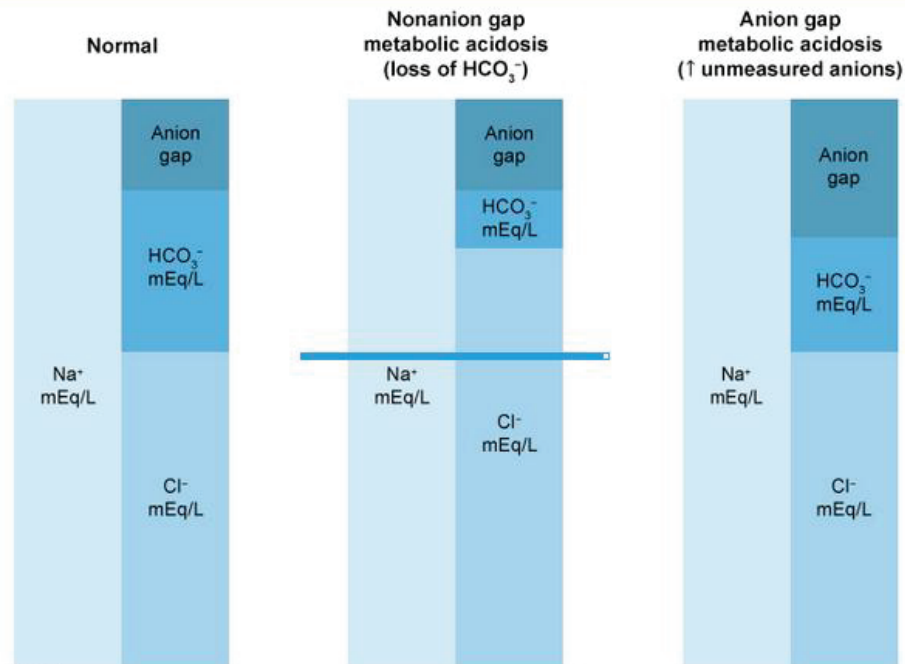 Normal
Anion
gap
HCO₃⁻
mEq/L
Na⁺
mEq/L
Cl⁻
mEq/L
Nonanion gap
metabolic acidosis
(loss of HCO₃⁻)
Anion
gap
HCO₃⁻
mEq/L
Na⁺
mEq/L
Cl⁻
mEq/L
Anion gap
metabolic acidosis
(↑ unmeasured anions)
Anion
gap
HCO₃⁻
mEq/L
Na⁺
mEq/L
Cl⁻
mEq/L